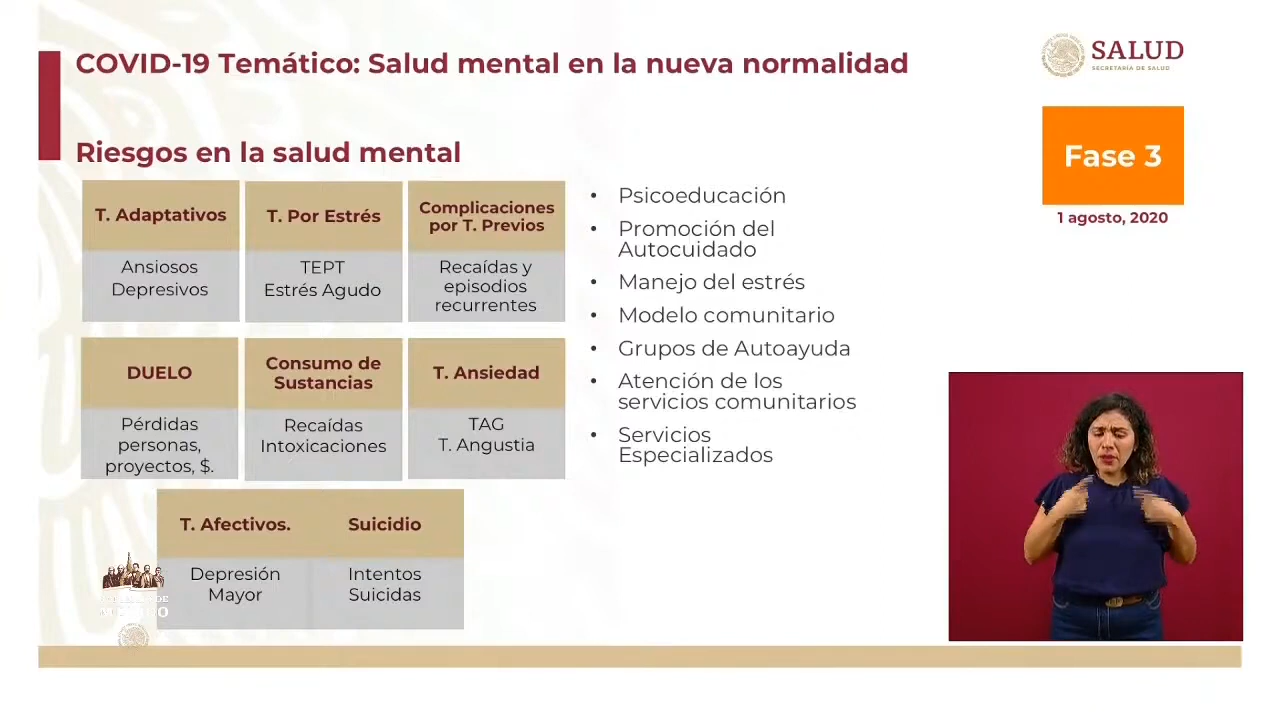 COVID-19 Temático: Salud mental en la nueva normalidad
SALUD
SECRETARÍA DE SALUD
Riesgos en la salud mental
Fase 3
1 agosto, 2020
T. Adaptativos
Ansiosos
Depresivos
T. Por Estrés
TEPT
Estrés Agudo
Complicaciones
por T. Previos
Recaídas y
episodios
recurrentes
DUELO
Pérdidas
personas,
proyectos, $.
Consumo de
Sustancias
Recaídas
Intoxicaciones
T. Ansiedad
TAG
T. Angustia
T. Afectivos.
Depresión
Mayor
Suicidio
Intentos
Suicidas
• Psicoeducación
• Promoción del
Autocuidado
• Manejo del estrés
• Modelo comunitario
• Grupos de Autoayuda
• Atención de los
servicios comunitarios
• Servicios
Especializados